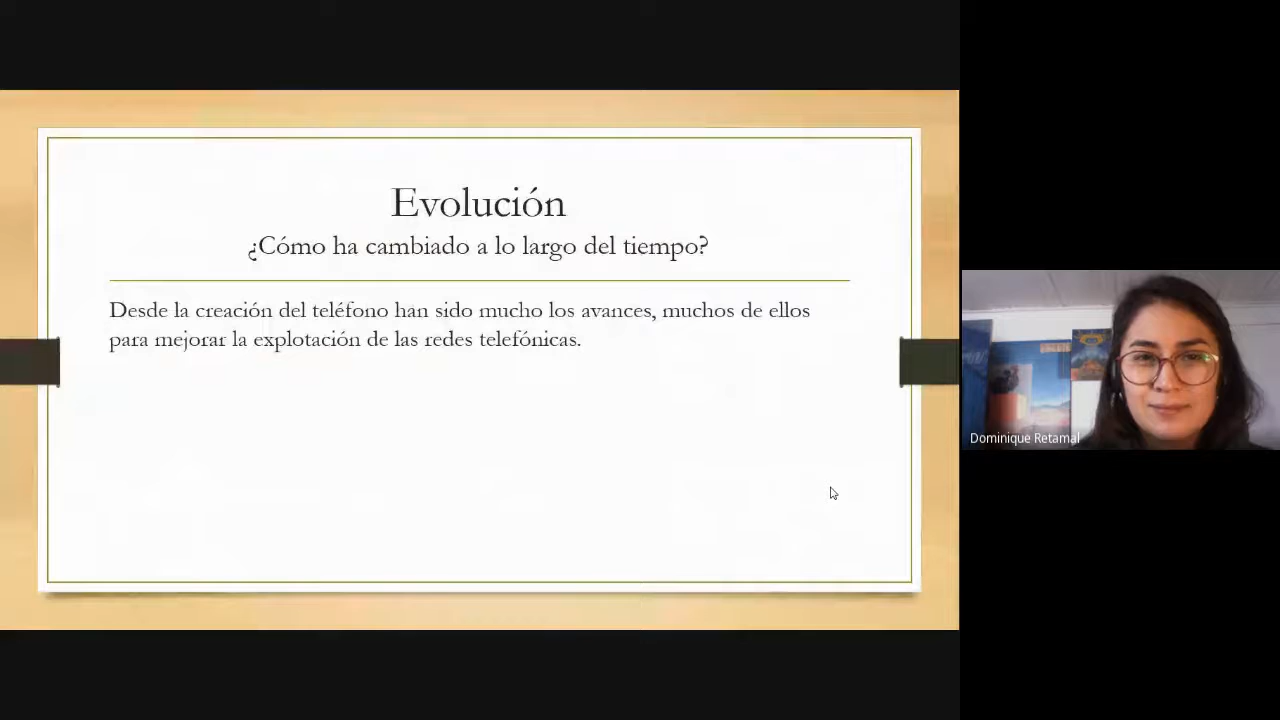 Evolución
¿Cómo ha cambiado a lo largo del tiempo?
Desde la creación del teléfono han sido mucho los avances, muchos de ellos
para mejorar la explotación de las redes telefónicas.
Dominique Retamal